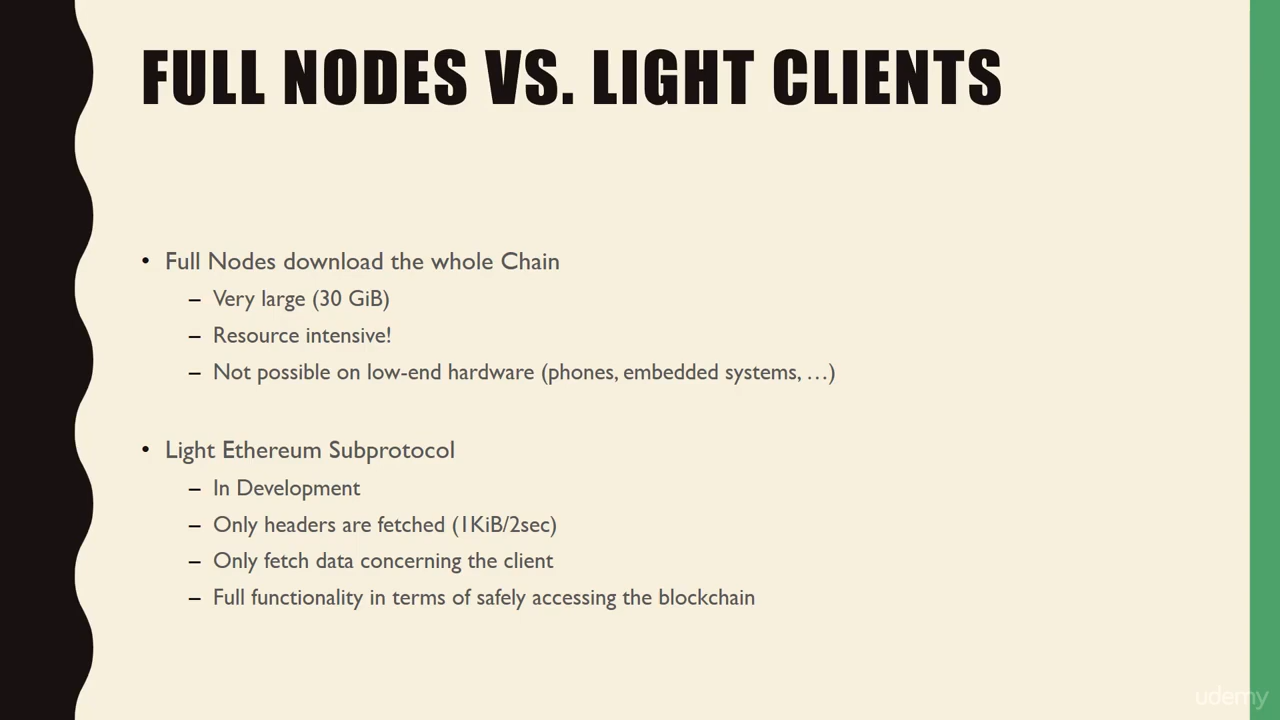 FULL NODES VS. LIGHT CLIENTS
• Full Nodes download the whole Chain
– Very large (30 GiB)
– Resource intensive!
– Not possible on low-end hardware (phones, embedded systems, …)
• Light Ethereum Subprotocol
– In Development
– Only headers are fetched (1KiB/2sec)
– Only fetch data concerning the client
– Full functionality in terms of safely accessing the blockchain
udemy